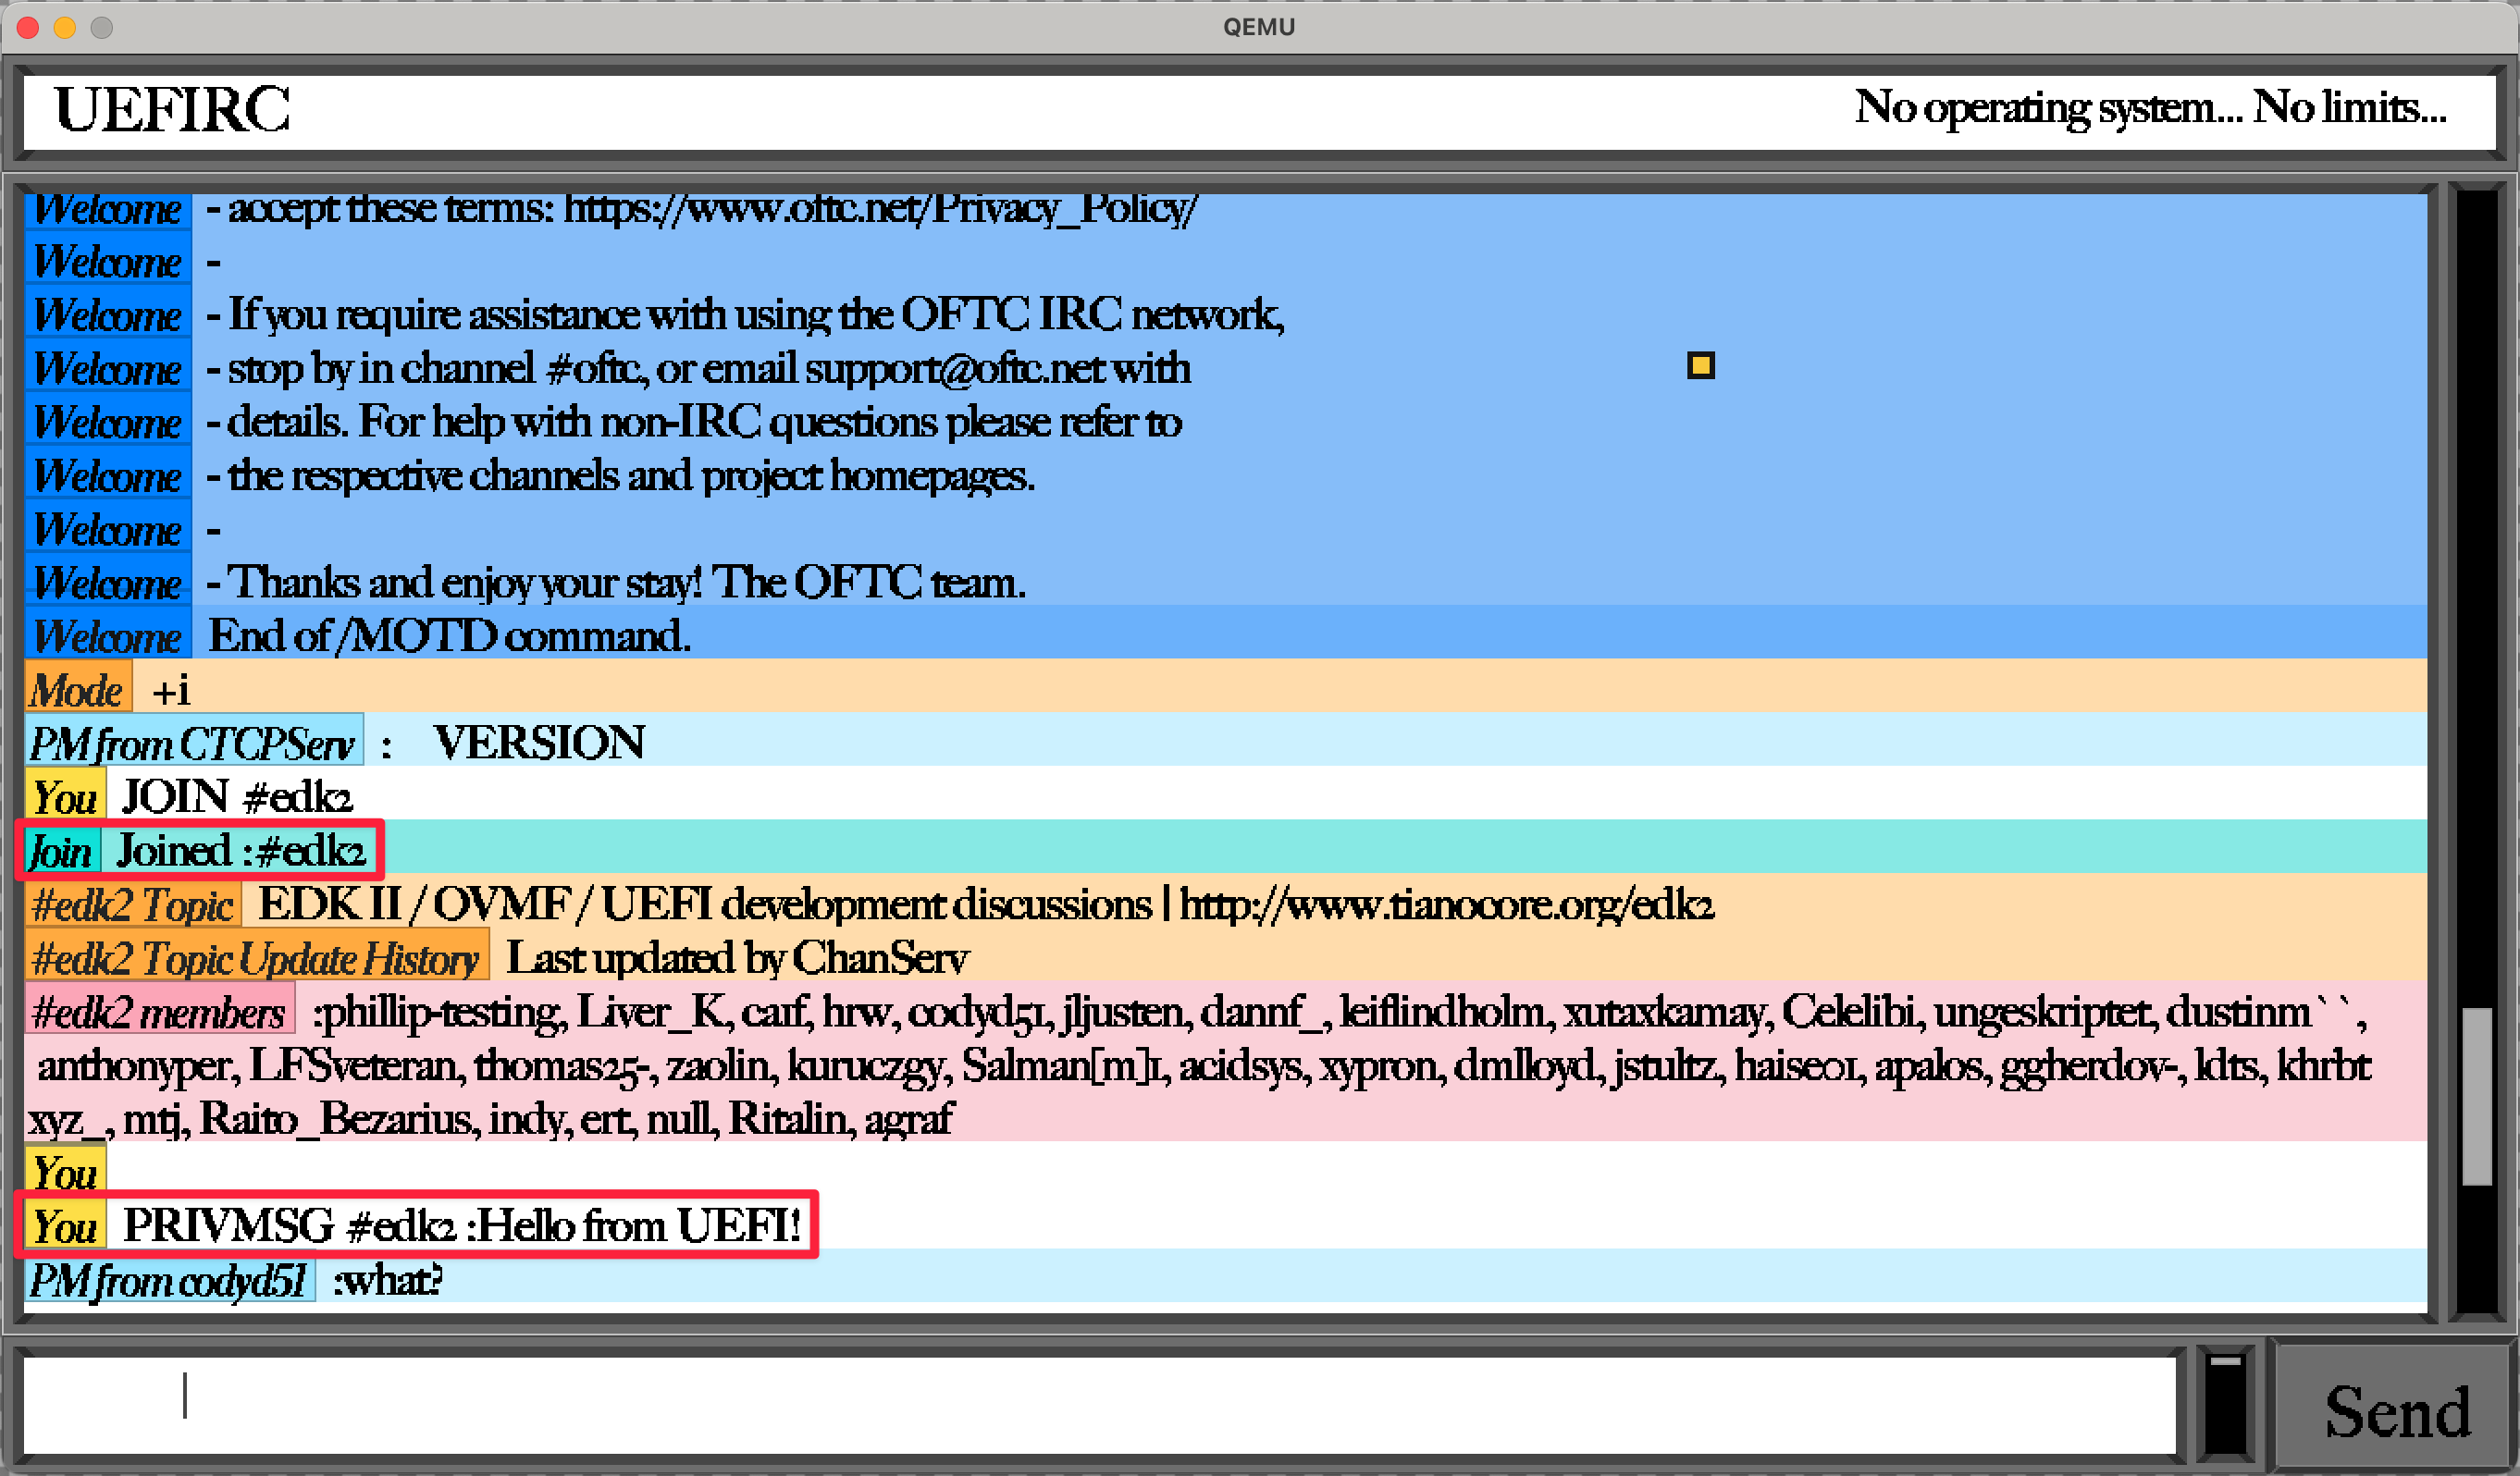 QEMU
UEFIRC
No operating system... No limits...
Welcome - accept these terms: https://www.oftc.net/Privacy_Policy/
Welcome -
Welcome - If you require assistance with using the OFTC IRC network,
Welcome - stop by in channel #oftc, or email support@oftc.net with
Welcome - details. For help with non-IRC questions please refer to
Welcome - the respective channels and project homepages.
Welcome -
Welcome - Thanks and enjoy your stay! The OFTC team.
Welcome End of /MOTD command.
Mode +i
PM from CTCPServ : VERSION
You JOIN #edk2
Join Joined :#edk2
#edk2 Topic EDK II / OVMF / UEFI development discussions | http://www.tianocore.org/edk2
#edk2 Topic Update History Last updated by ChanServ
#edk2 members :phillip-testing, Liver_K, carf, hrw, codyd51, jljusten, dannf_, leiflindholm, xutaxkamay, Celelibi, ungeskriptet, dustinm``,
anthonyper, LFSveteran, thomas25-, zaolin, kuruczgy, Salman[m]1, acidsys, xypron, dmlloyd, jstultz, haise01, apalos, ggherdov-, ldts, khrbt
xyz_, mtj, Raito_Bezarius, indy, ert, null, Ritalin, agraf
You
You PRIVMSG #edk2 :Hello from UEFI!
PM from codyd51 :what?
Send